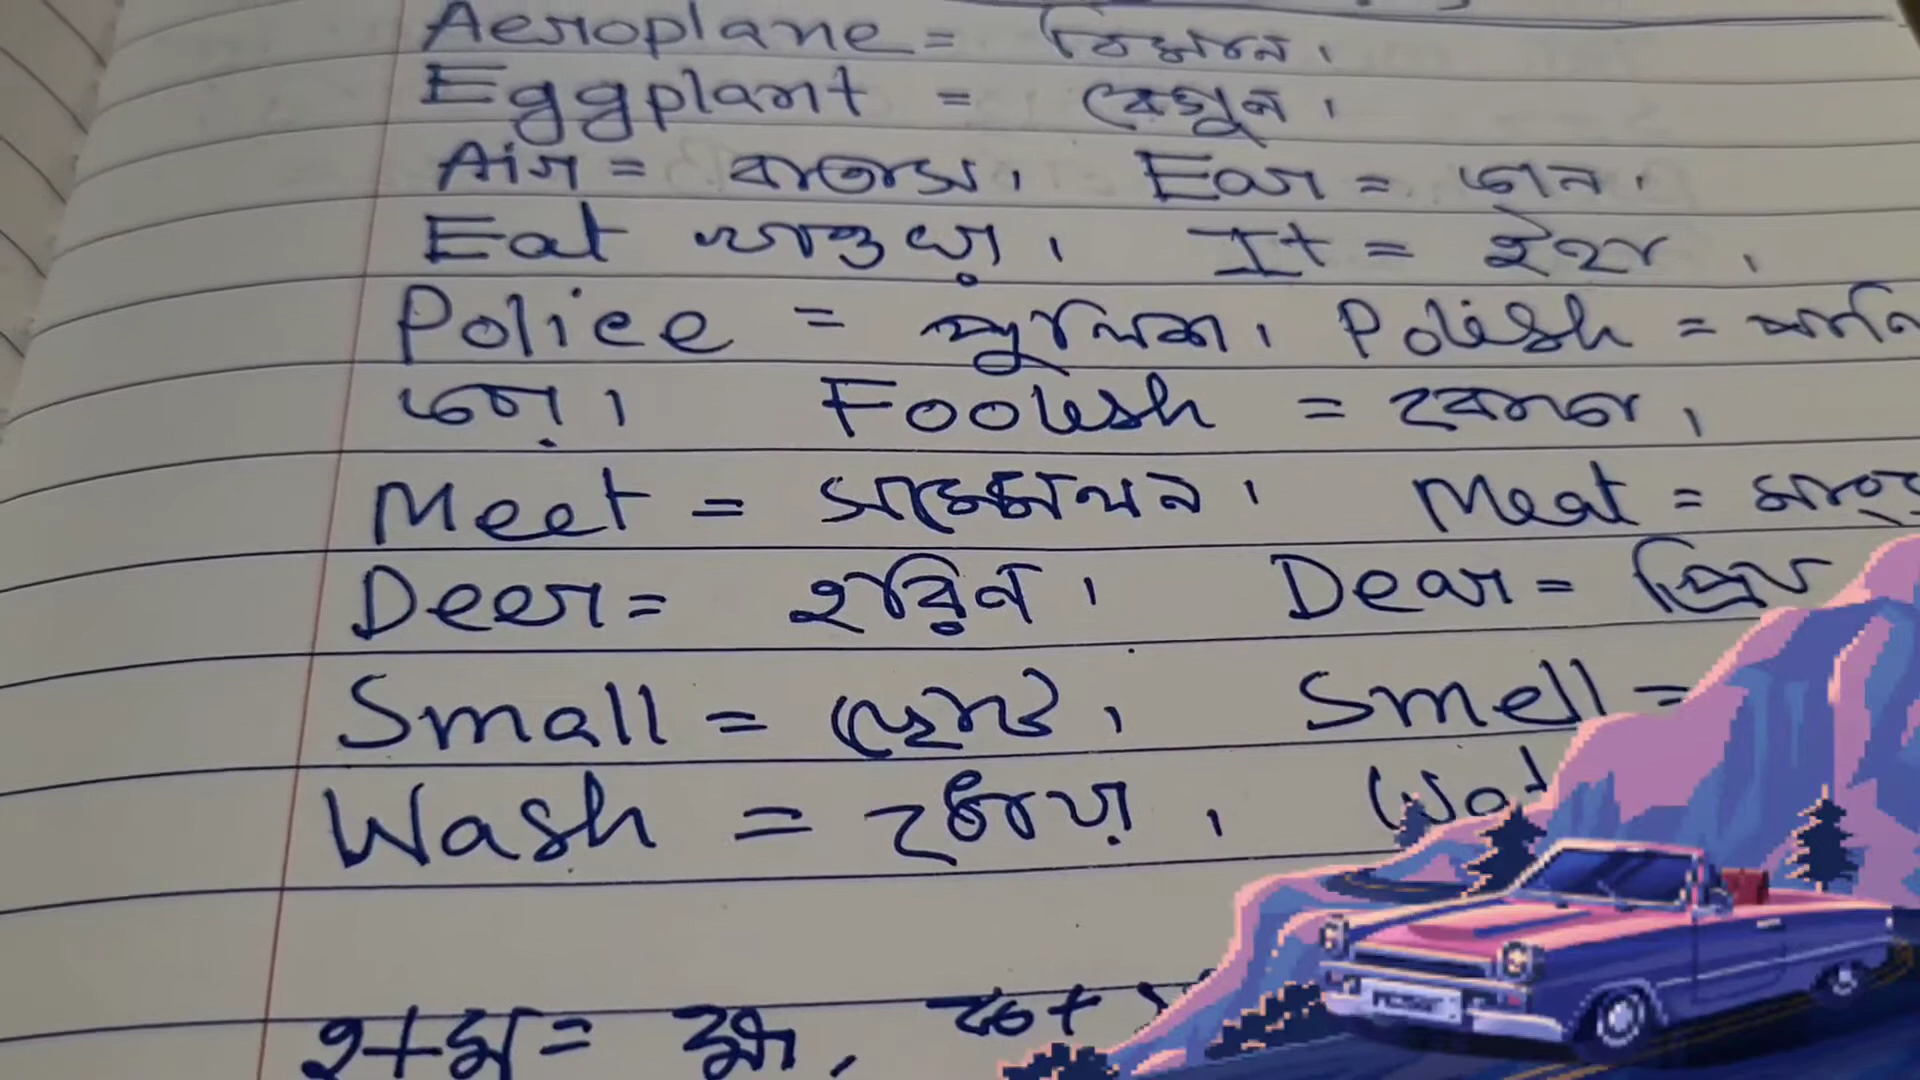 Aeroplane = বিমান।
Eggplant = বেগুন।
Air = বাতাস। Ear = কান।
Eat খাওয়া। It = ইহা।
Police = পুলিশ। Polish = পালি
Foolish = বোকা।
Meet = Meat = মাংস
Deer = হরিন। Dear = প্রিয়
Small = ছোট। Smell =
Wash = ধোয়া।
হ+ম= হ্ম,